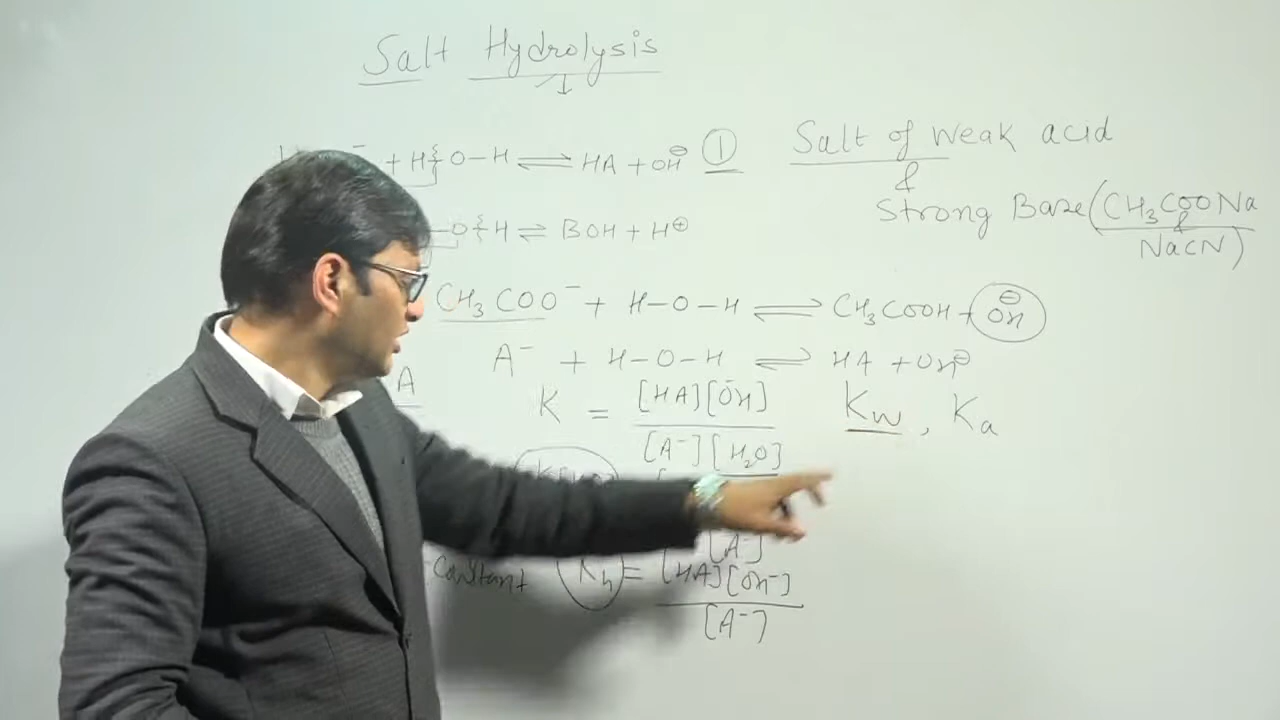 Salt Hydrolysis
⁻ + H O-H ⇌ HA + OH⊖ ①
Salt of weak acid
&
Strong Base (CH₃COONa
&
NaCN)
O H ⇌ BOH + H⊕
CH₃COO⁻ + H-O-H ⇌ CH₃COOH + OH⊖
A⁻ + H-O-H ⇌ HA + OH⊖
A
K = [HA][OH⁻]
[A⁻][H₂O]
Kw, Ka
[A⁻]
constant Kh = [HA][OH⁻]
[A⁻]